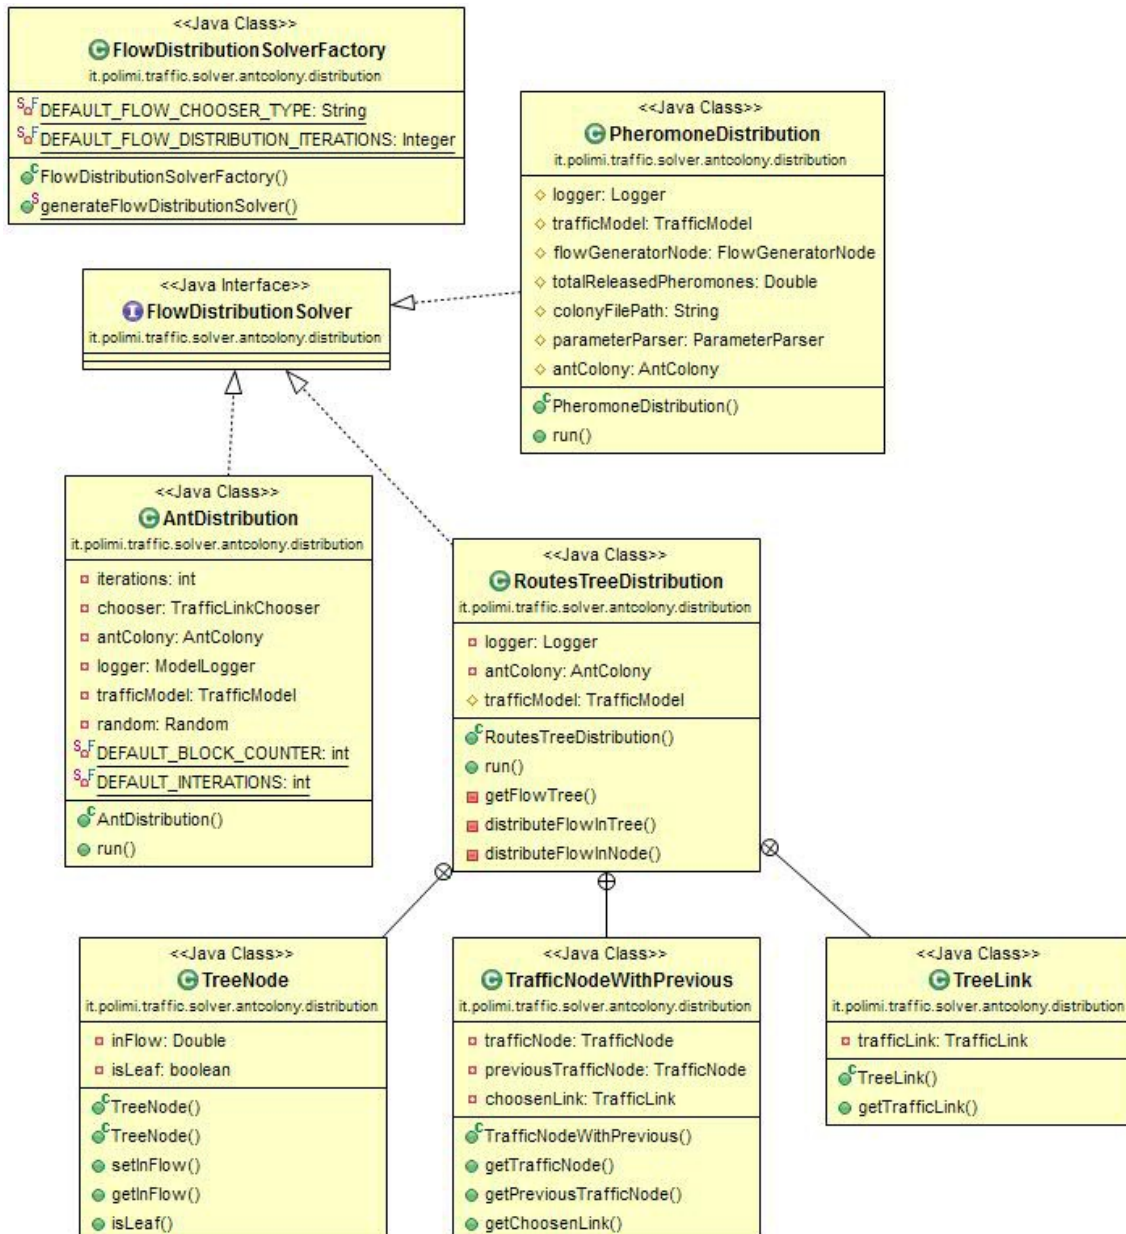 <<Java Class>>
FlowDistributionSolverFactory
it.polimi.traffic.solver.antcolony.distribution
DEFAULT_FLOW_CHOOSER_TYPE: String
DEFAULT_FLOW_DISTRIBUTION_ITERATIONS: Integer
FlowDistributionSolverFactory()
generateFlowDistributionSolver()
<<Java Class>>
PheromoneDistribution
it.polimi.traffic.solver.antcolony.distribution
logger: Logger
trafficModel: TrafficModel
flowGeneratorNode: FlowGeneratorNode
totalReleasedPheromones: Double
colonyFilePath: String
parameterParser: ParameterParser
antColony: AntColony
PheromoneDistribution()
run()
<<Java Interface>>
FlowDistributionSolver
it.polimi.traffic.solver.antcolony.distribution
<<Java Class>>
AntDistribution
it.polimi.traffic.solver.antcolony.distribution
iterations: int
chooser: TrafficLinkChooser
antColony: AntColony
logger: ModelLogger
trafficModel: TrafficModel
random: Random
DEFAULT_BLOCK_COUNTER: int
DEFAULT_INTERATIONS: int
AntDistribution()
run()
<<Java Class>>
RoutesTreeDistribution
it.polimi.traffic.solver.antcolony.distribution
logger: Logger
antColony: AntColony
trafficModel: TrafficModel
RoutesTreeDistribution()
run()
getFlowTree()
distributeFlowInTree()
distributeFlowInNode()
<<Java Class>>
TreeNode
it.polimi.traffic.solver.antcolony.distribution
inFlow: Double
isLeaf: boolean
TreeNode()
TreeNode()
setInFlow()
getInFlow()
isLeaf()
<<Java Class>>
TrafficNodeWithPrevious
it.polimi.traffic.solver.antcolony.distribution
trafficNode: TrafficNode
previousTrafficNode: TrafficNode
choosenLink: TrafficLink
TrafficNodeWithPrevious()
getTrafficNode()
getPreviousTrafficNode()
getChoosenLink()
<<Java Class>>
TreeLink
it.polimi.traffic.solver.antcolony.distribution
trafficLink: TrafficLink
TreeLink()
getTrafficLink()